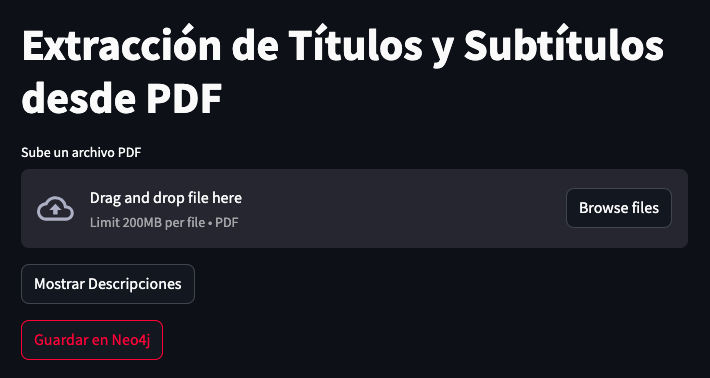 Extracción de Títulos y Subtítulos
desde PDF
Sube un archivo PDF
Drag and drop file here
Limit 200MB per file • PDF
Browse files
Mostrar Descripciones
Guardar en Neo4j